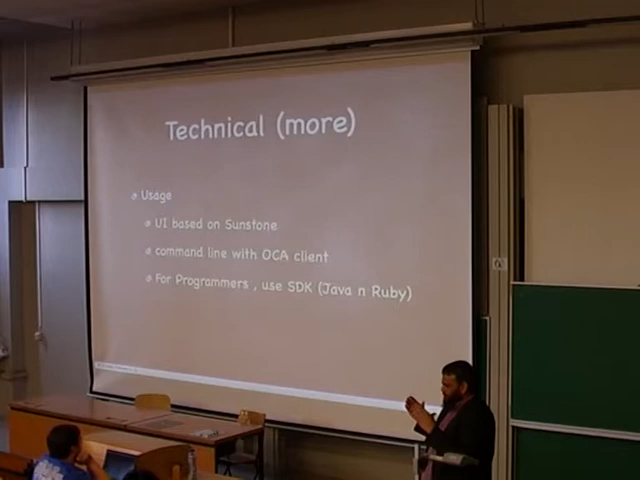 Technical (more)
Usage
UI based on Sunstone
command line with OCA client
For Programmers , use SDK (Java n Ruby)